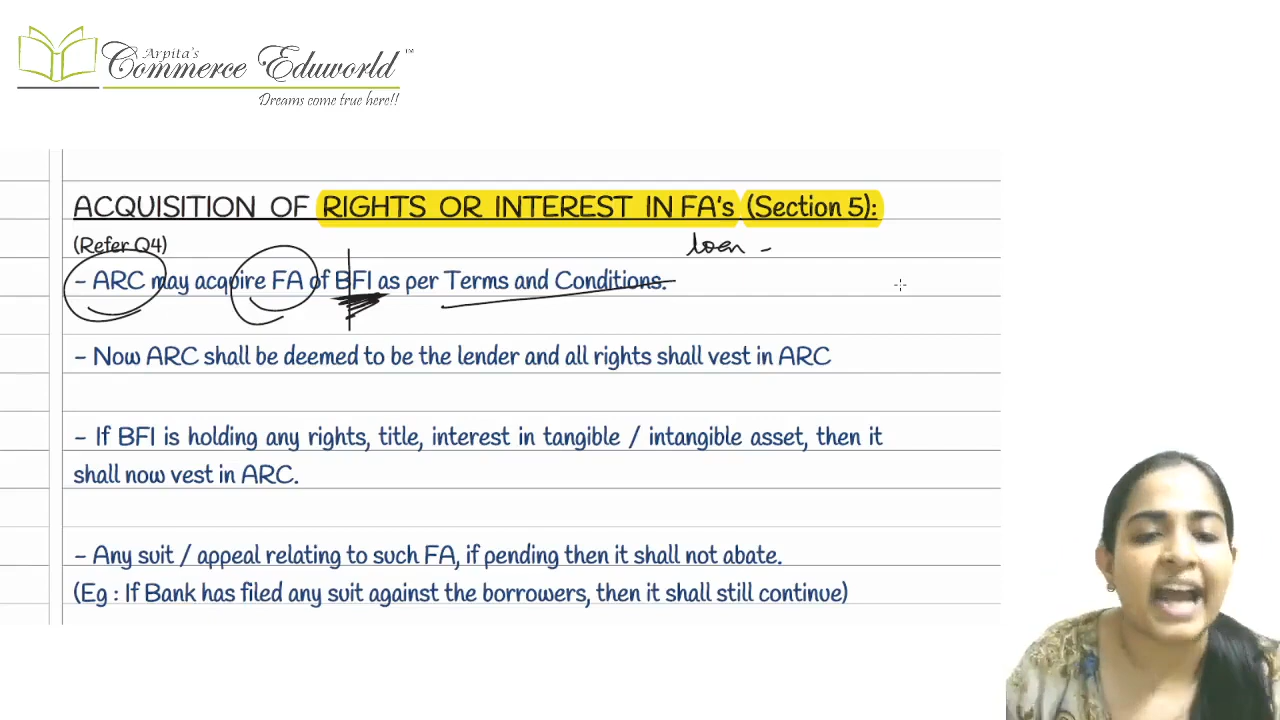 Arpita's
Commerce Eduworld™
Dreams come true here!!
ACQUISITION OF RIGHTS OR INTEREST IN FA's (Section 5):
(Refer Q4)
loan -
- ARC may acquire FA of BFI as per Terms and Conditions.
- Now ARC shall be deemed to be the lender and all rights shall vest in ARC
- If BFI is holding any rights, title, interest in tangible / intangible asset, then it
shall now vest in ARC.
- Any suit / appeal relating to such FA, if pending then it shall not abate.
(Eg : If Bank has filed any suit against the borrowers, then it shall still continue)